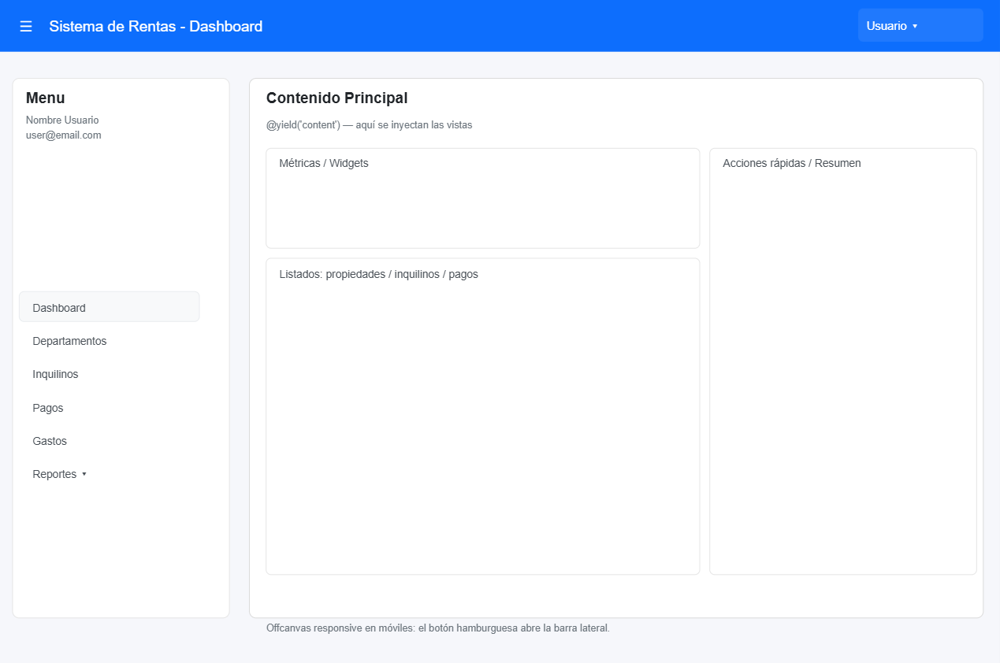 ☰ Sistema de Rentas - Dashboard
Usuario ▾
Menu
Nombre Usuario
user@email.com
Dashboard
Departamentos
Inquilinos
Pagos
Gastos
Reportes ▾
Contenido Principal
@yield('content') — aquí se inyectan las vistas
Métricas / Widgets
Listados: propiedades / inquilinos / pagos
Acciones rápidas / Resumen
Offcanvas responsive en móviles: el botón hamburguesa abre la barra lateral.